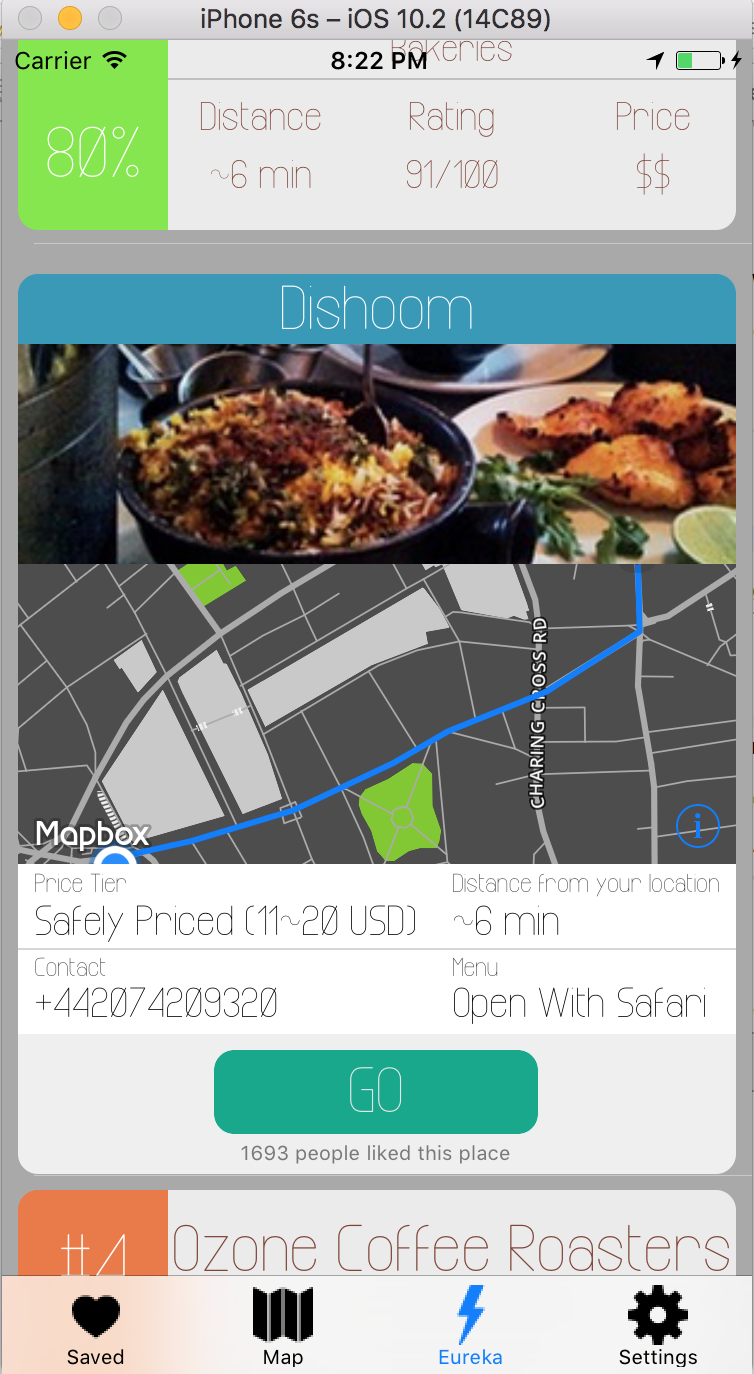 iPhone 6s – iOS 10.2 (14C89)
Carrier 8:22 PM
Bakeries
80%
Distance Rating Price
~6 min 91/100 $$
Dishoom
CHARING CROSS RD
Mapbox
i
Price Tier Distance from your location
Safely Priced (11~20 USD) ~6 min
Contact Menu
+442074209320 Open With Safari
GO
1693 people liked this place
#4 Ozone Coffee Roasters
Saved Map Eureka Settings